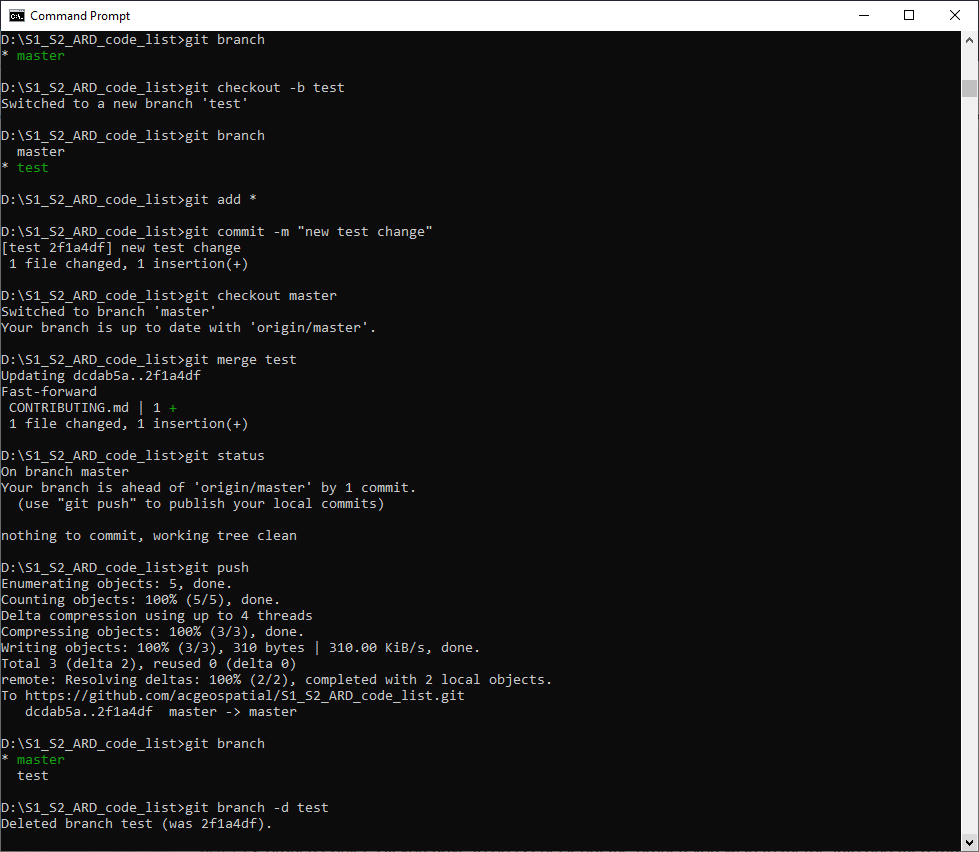 Command Prompt
D:\S1_S2_ARD_code_list>git branch
* master
D:\S1_S2_ARD_code_list>git checkout -b test
Switched to a new branch 'test'
D:\S1_S2_ARD_code_list>git branch
  master
* test
D:\S1_S2_ARD_code_list>git add *
D:\S1_S2_ARD_code_list>git commit -m "new test change"
[test 2f1a4df] new test change
 1 file changed, 1 insertion(+)
D:\S1_S2_ARD_code_list>git checkout master
Switched to branch 'master'
Your branch is up to date with 'origin/master'.
D:\S1_S2_ARD_code_list>git merge test
Updating dcdab5a..2f1a4df
Fast-forward
 CONTRIBUTING.md | 1 +
 1 file changed, 1 insertion(+)
D:\S1_S2_ARD_code_list>git status
On branch master
Your branch is ahead of 'origin/master' by 1 commit.
  (use "git push" to publish your local commits)
nothing to commit, working tree clean
D:\S1_S2_ARD_code_list>git push
Enumerating objects: 5, done.
Counting objects: 100% (5/5), done.
Delta compression using up to 4 threads
Compressing objects: 100% (3/3), done.
Writing objects: 100% (3/3), 310 bytes | 310.00 KiB/s, done.
Total 3 (delta 2), reused 0 (delta 0)
remote: Resolving deltas: 100% (2/2), completed with 2 local objects.
To https://github.com/acgeospatial/S1_S2_ARD_code_list.git
   dcdab5a..2f1a4df  master -> master
D:\S1_S2_ARD_code_list>git branch
* master
  test
D:\S1_S2_ARD_code_list>git branch -d test
Deleted branch test (was 2f1a4df).